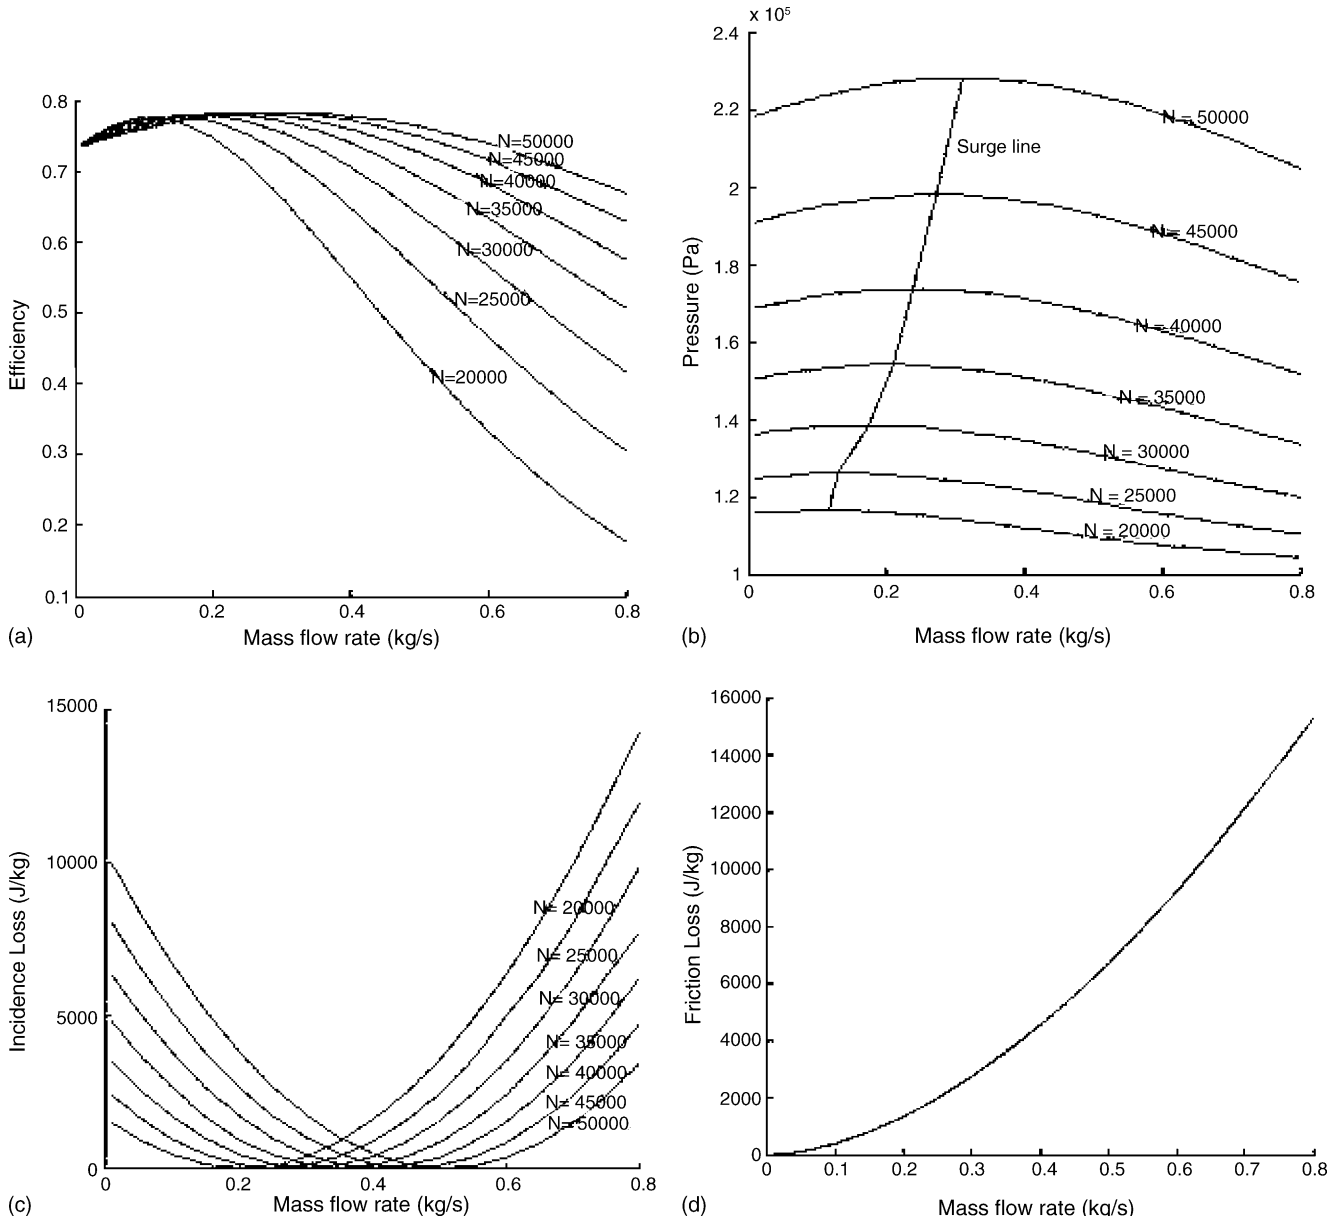 0.8
0.7
0.6
0.5
0.4
0.3
0.2
0.1
Efficiency
N=50000
N=45000
N=40000
N=35000
N=30000
N=25000
N=20000
0 0.2 0.4 0.6 0.8
Mass flow rate (kg/s)
(a)
x 10⁵
2.4
2.2
2
1.8
1.6
1.4
1.2
1
Pressure (Pa)
Surge line
N = 50000
N = 45000
N = 40000
N = 35000
N = 30000
N = 25000
N = 20000
0 0.2 0.4 0.6 0.8
Mass flow rate (kg/s)
(b)
15000
10000
5000
0
Incidence Loss (J/kg)
N= 20000
N= 25000
N= 30000
N= 35000
N= 40000
N= 45000
N= 50000
0 0.2 0.4 0.6 0.8
Mass flow rate (kg/s)
(c)
16000
14000
12000
10000
8000
6000
4000
2000
0
Friction Loss (J/kg)
0 0.1 0.2 0.3 0.4 0.5 0.6 0.7 0.8
Mass flow rate (kg/s)
(d)